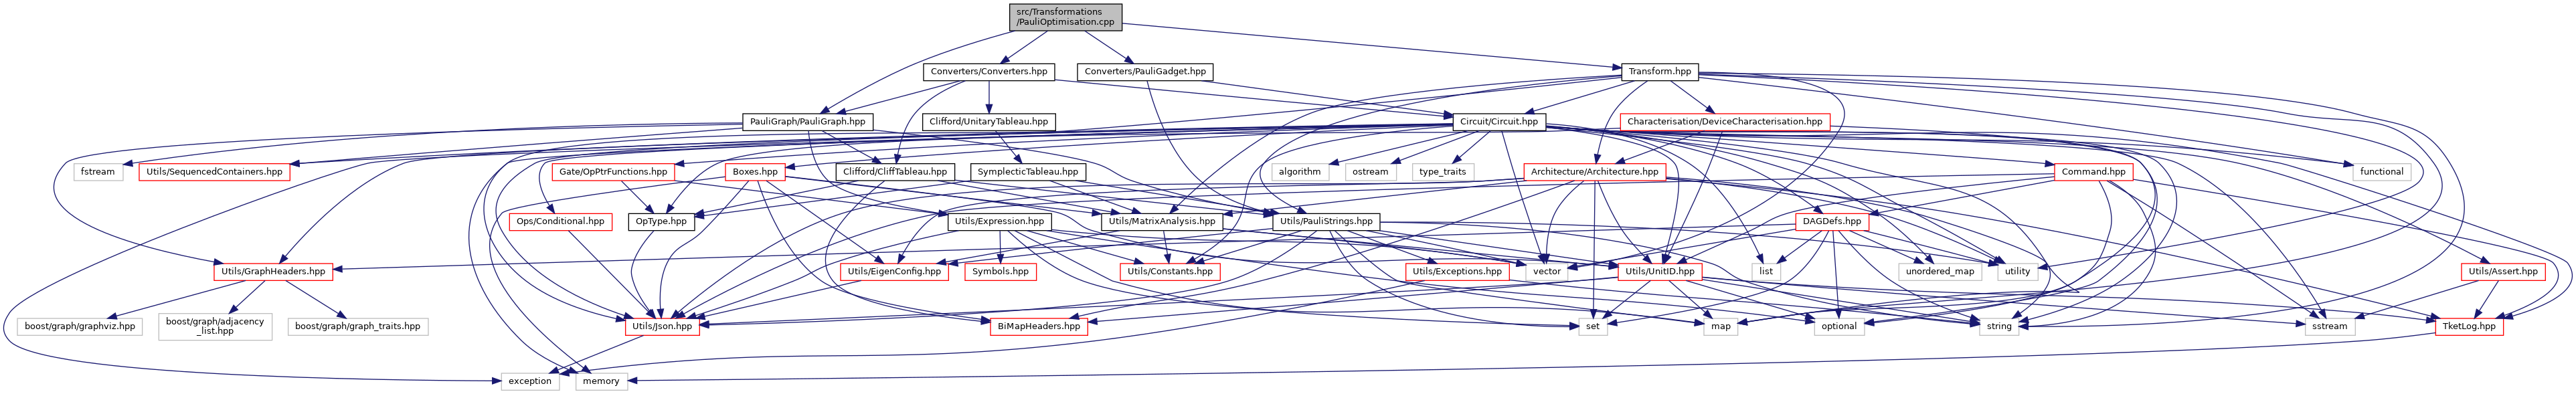 src/Transformations
/PauliOptimisation.cpp
Converters/Converters.hpp
Converters/PauliGadget.hpp
Transform.hpp
PauliGraph/PauliGraph.hpp
Clifford/UnitaryTableau.hpp
Circuit/Circuit.hpp
Characterisation/DeviceCharacterisation.hpp
fstream
Utils/SequencedContainers.hpp
Gate/OpPtrFunctions.hpp
Boxes.hpp
Clifford/CliffTableau.hpp
SymplecticTableau.hpp
algorithm
ostream
type_traits
Architecture/Architecture.hpp
Command.hpp
functional
Ops/Conditional.hpp
OpType.hpp
Utils/Expression.hpp
Utils/MatrixAnalysis.hpp
Utils/PauliStrings.hpp
DAGDefs.hpp
Utils/GraphHeaders.hpp
Utils/EigenConfig.hpp
Symbols.hpp
Utils/Constants.hpp
Utils/Exceptions.hpp
vector
Utils/UnitID.hpp
list
unordered_map
utility
Utils/Assert.hpp
boost/graph/graphviz.hpp
boost/graph/adjacency
_list.hpp
boost/graph/graph_traits.hpp
Utils/Json.hpp
BiMapHeaders.hpp
set
map
optional
string
sstream
TketLog.hpp
exception
memory